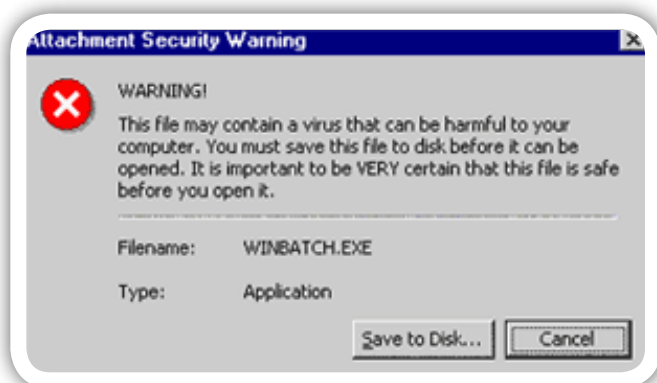 Attachment Security Warning
WARNING!
This file may contain a virus that can be harmful to your
computer. You must save this file to disk before it can be
opened. It is important to be VERY certain that this file is safe
before you open it.
Filename: WINBATCH.EXE
Type: Application
Save to Disk... Cancel